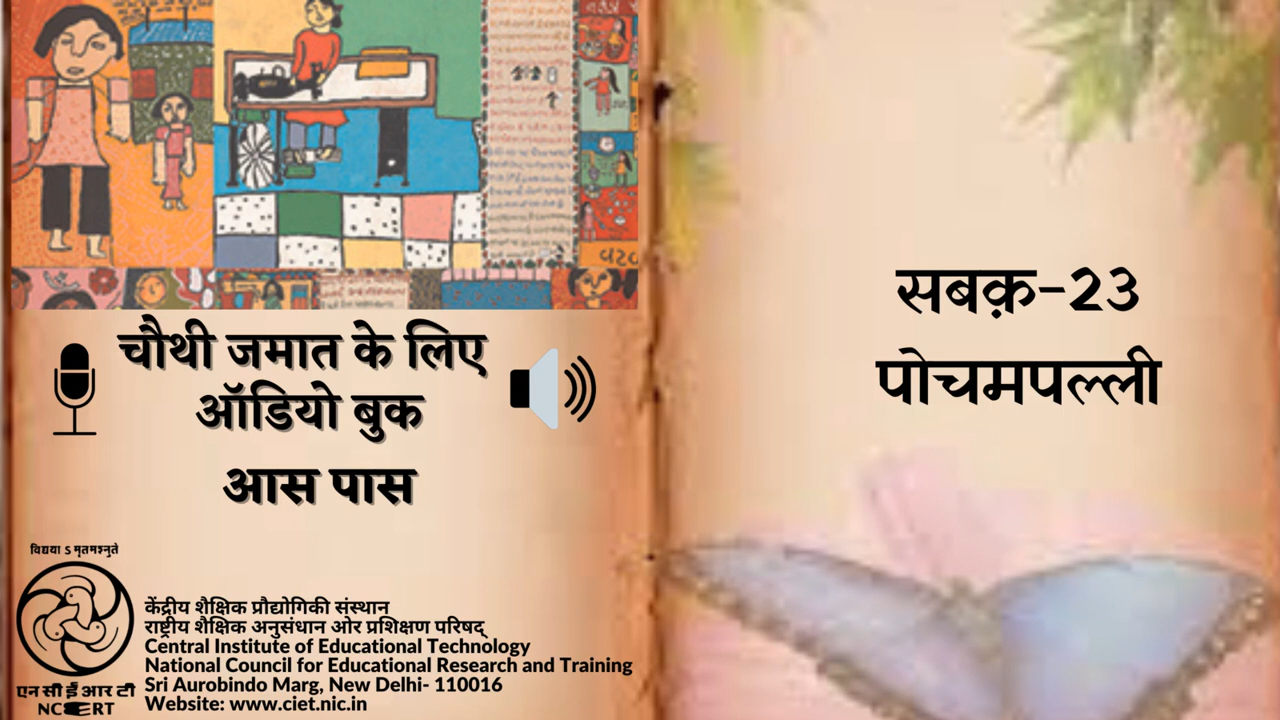 चौथी जमात के लिए
ऑडियो बुक
आस पास
विद्यया ऽ मृतमश्नुते
एन सी ई आर टी
NCERT
केंद्रीय शैक्षिक प्रौद्योगिकी संस्थान
राष्ट्रीय शैक्षिक अनुसंधान ओर प्रशिक्षण परिषद्
Central Institute of Educational Technology
National Council for Educational Research and Training
Sri Aurobindo Marg, New Delhi- 110016
Website: www.ciet.nic.in
सबक़-23
पोचमपल्ली